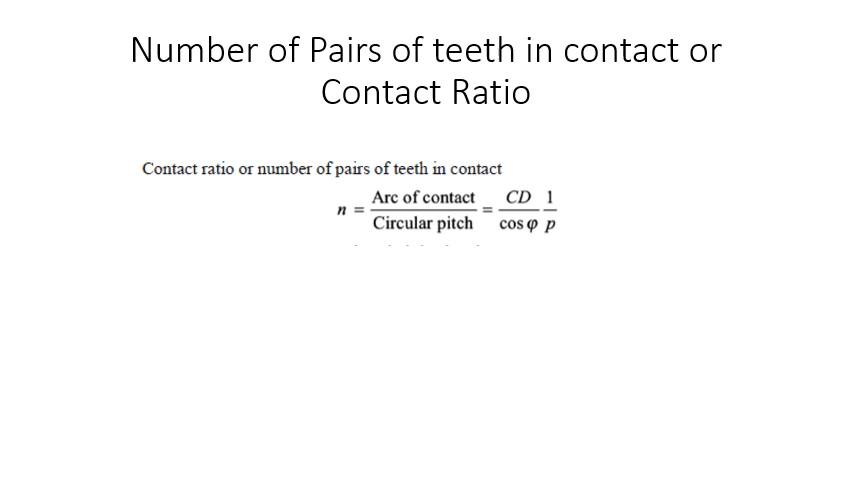 Number of Pairs of teeth in contact or
Contact Ratio
Contact ratio or number of pairs of teeth in contact
n = Arc of contact / Circular pitch = CD / cos φ 1 / p